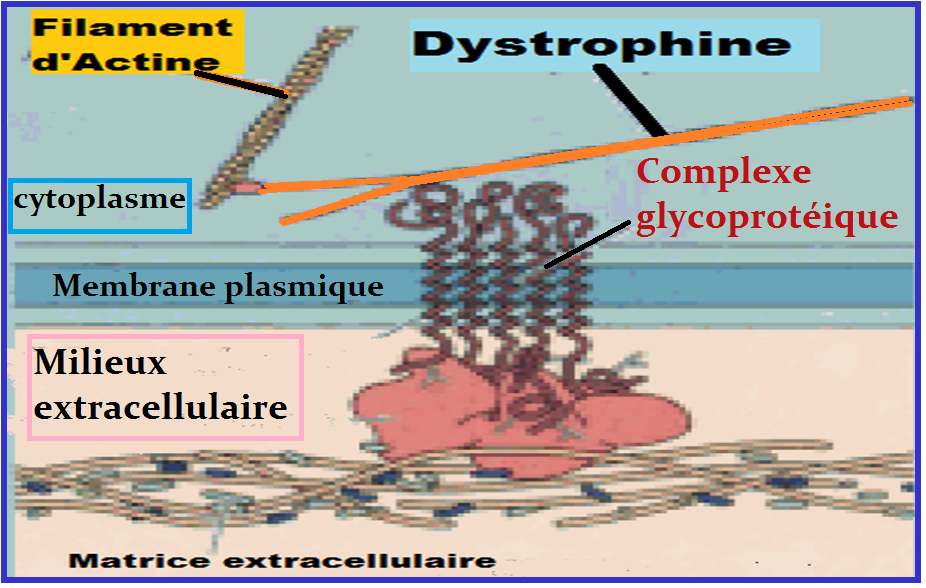 Filament
d'Actine
Dystrophine
Complexe
glycoprotéique
cytoplasme
Membrane plasmique
Milieux
extracellulaire
Matrice extracellulaire